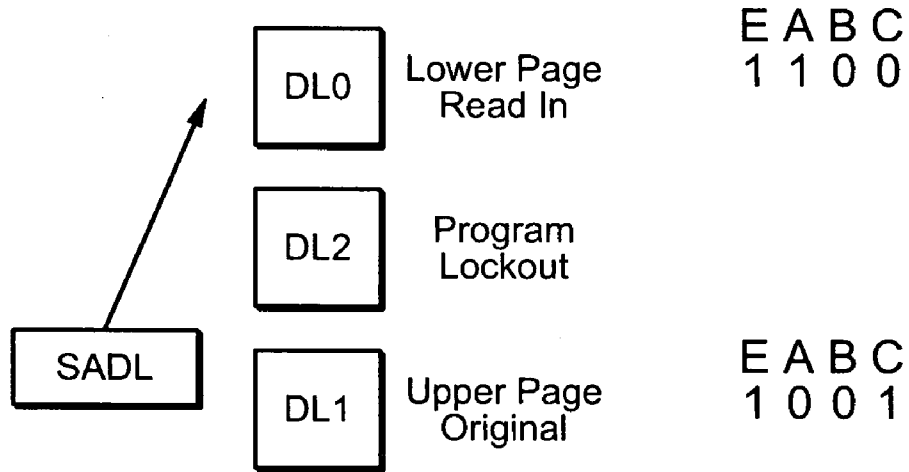 E A B C
1 1 0 0
DL0
Lower Page
Read In
DL2
Program
Lockout
SADL
DL1
Upper Page
Original
E A B C
1 0 0 1